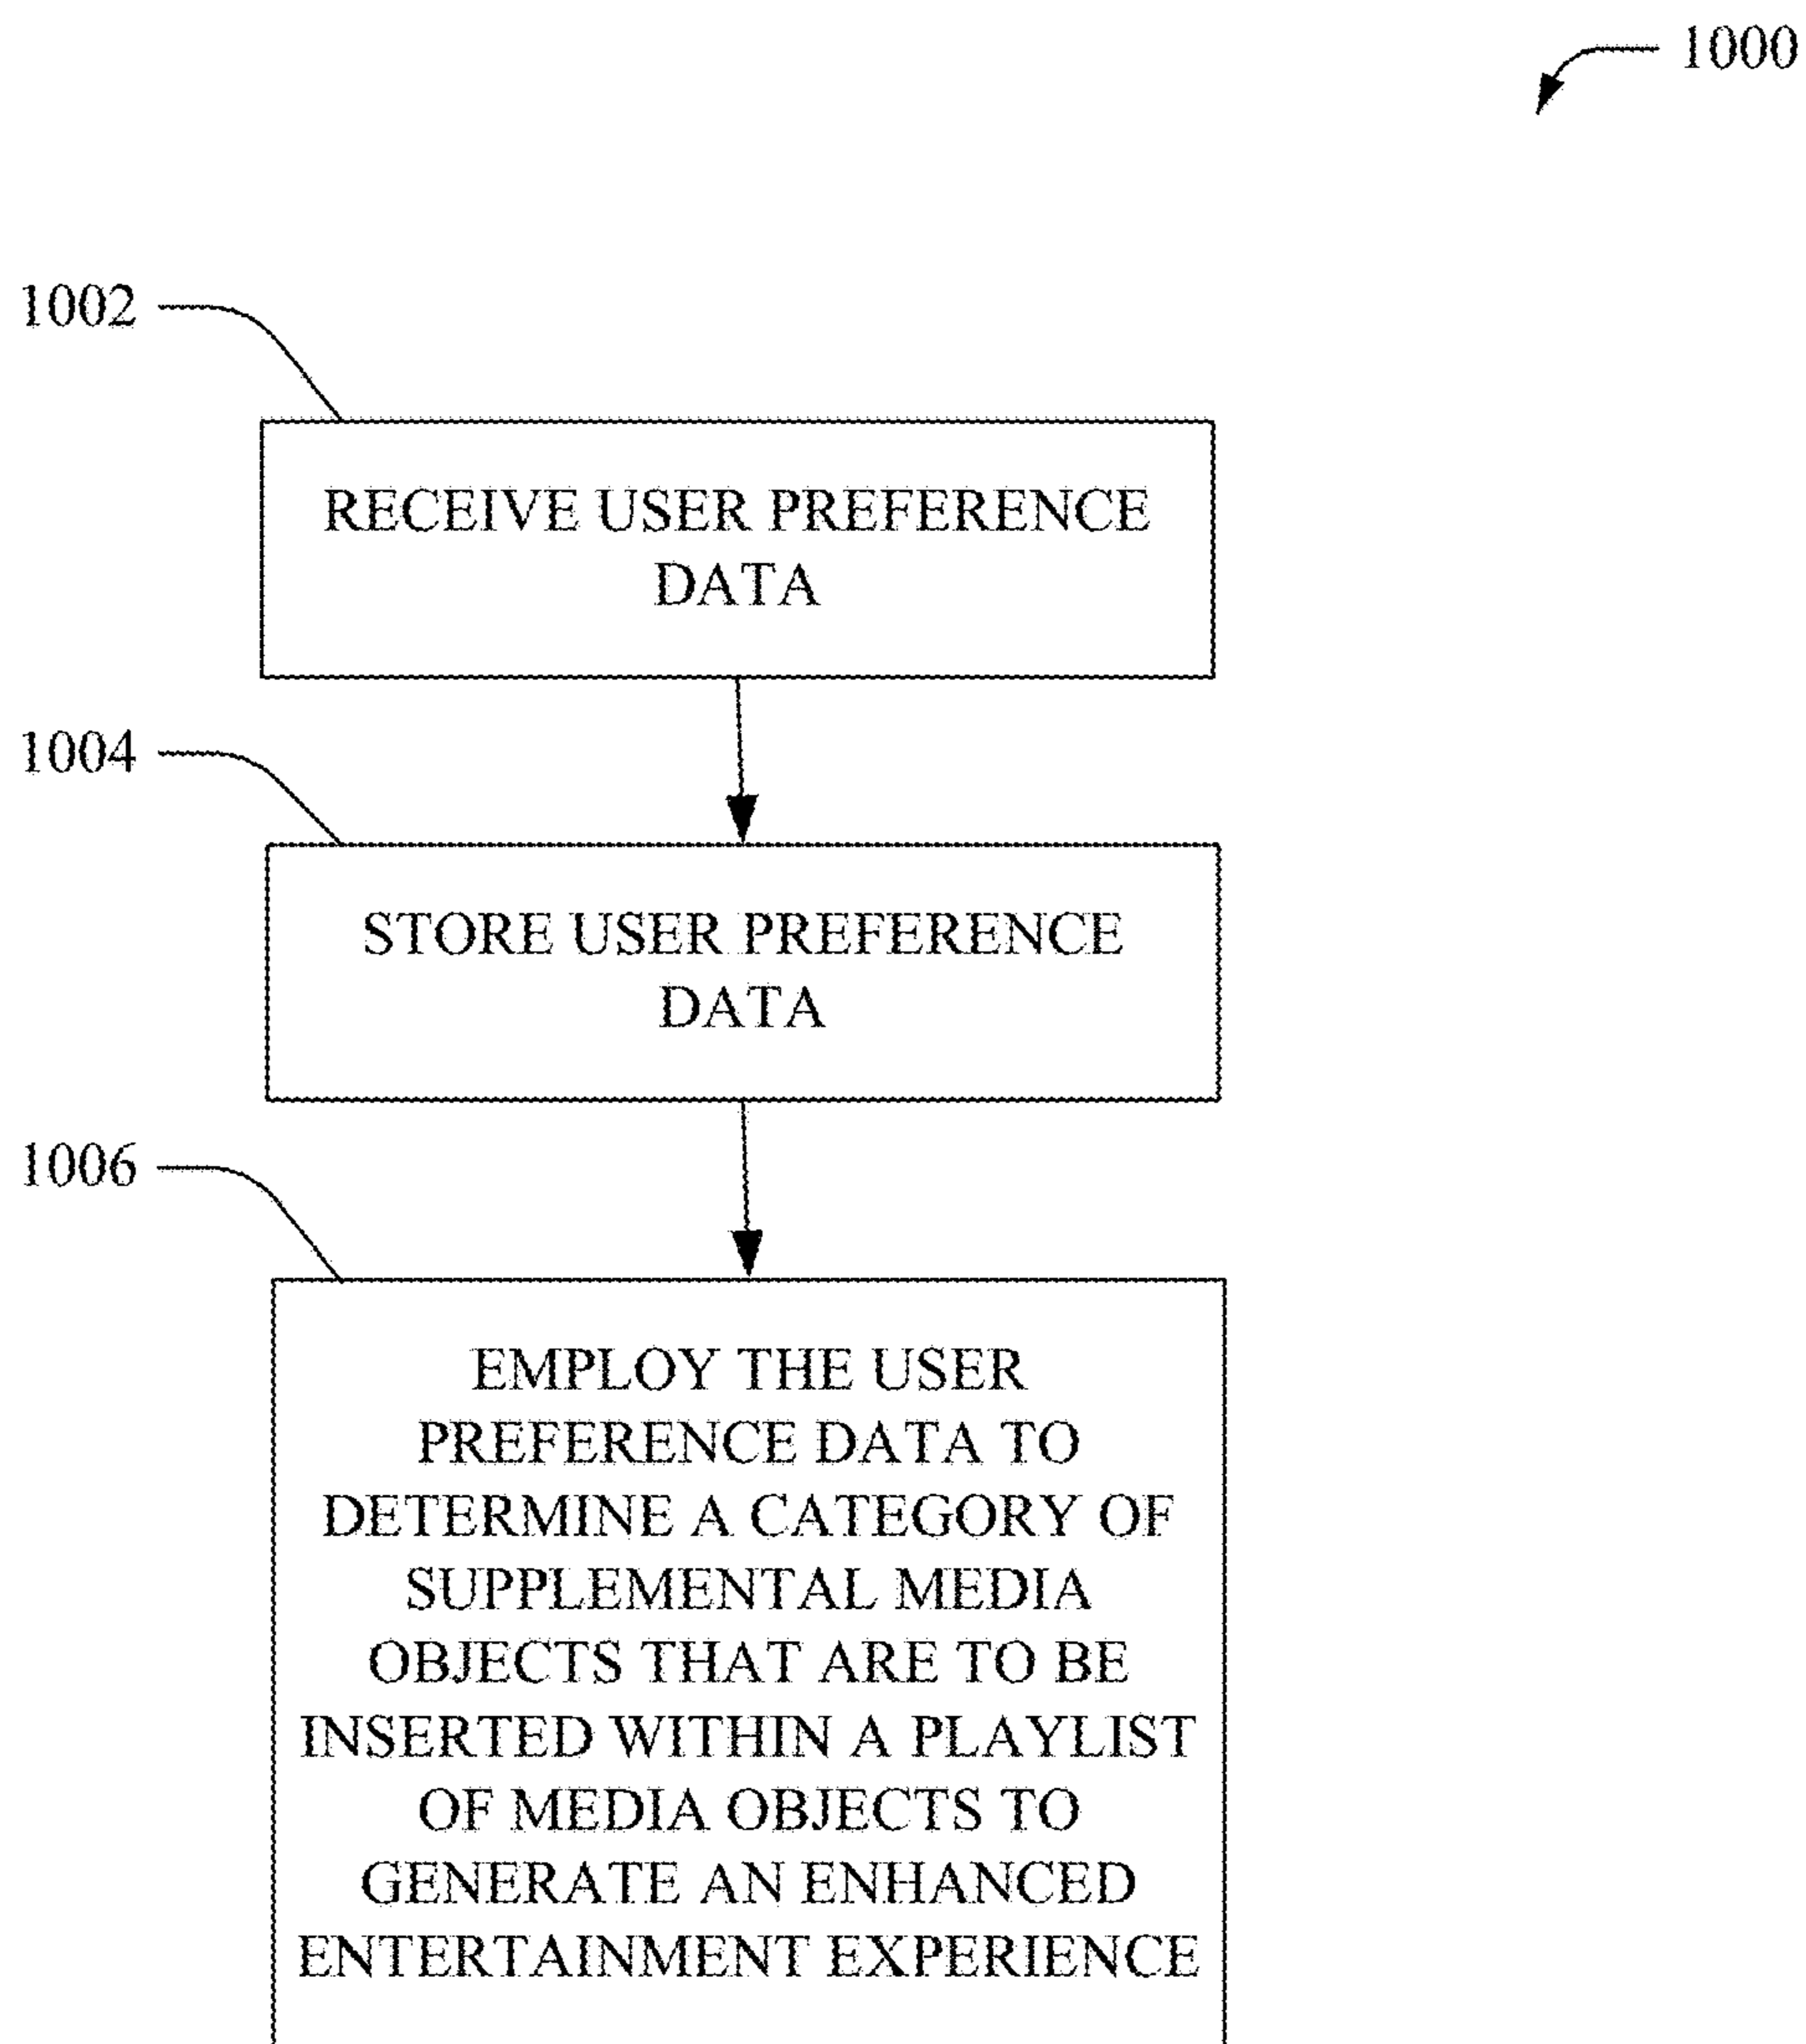 1000
1002
RECEIVE USER PREFERENCE
DATA
1004
STORE USER PREFERENCE
DATA
1006
EMPLOY THE USER
PREFERENCE DATA TO
DETERMINE A CATEGORY OF
SUPPLEMENTAL MEDIA
OBJECTS THAT ARE TO BE
INSERTED WITHIN A PLAYLIST
OF MEDIA OBJECTS TO
GENERATE AN ENHANCED
ENTERTAINMENT EXPERIENCE